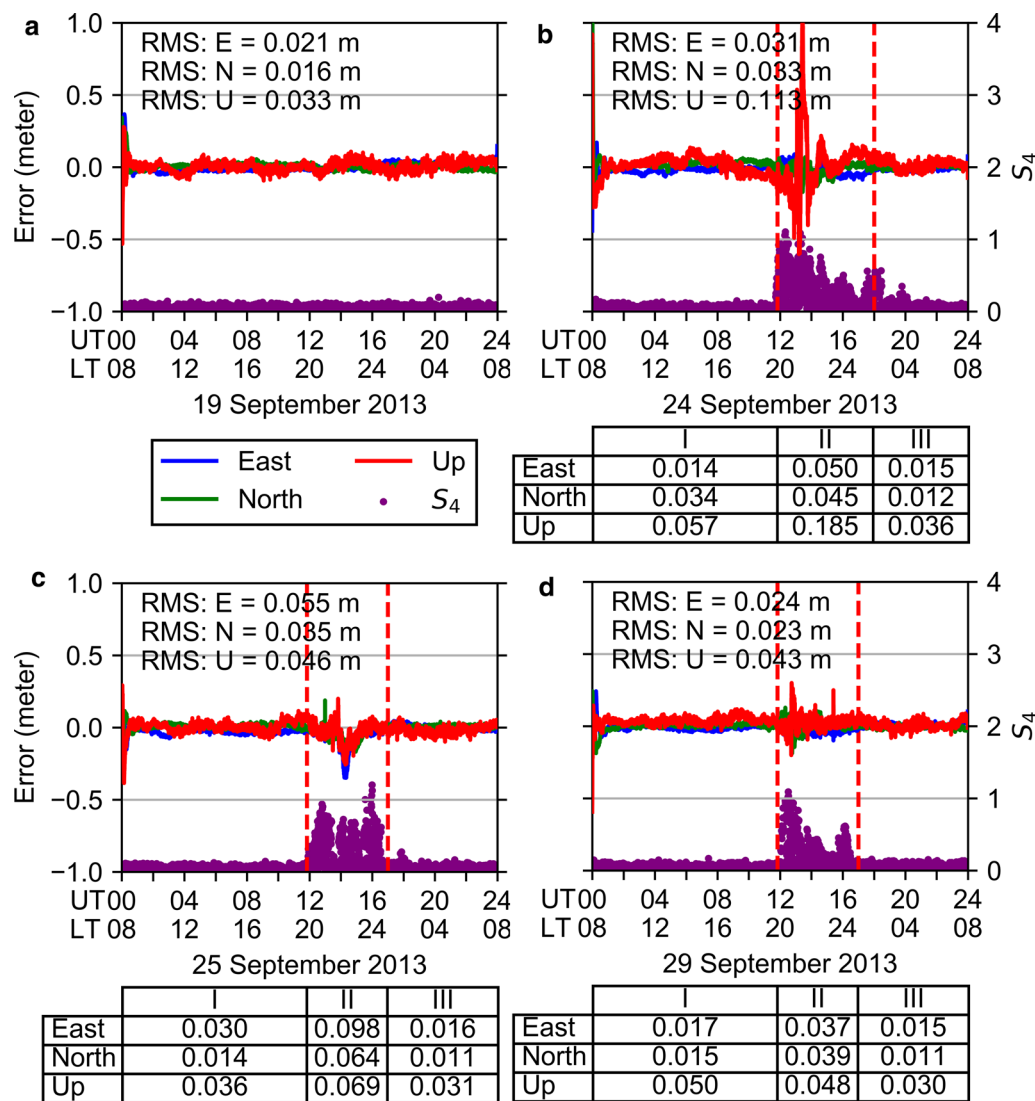 a
RMS: E = 0.021 m
RMS: N = 0.016 m
RMS: U = 0.033 m
1.0
0.5
0.0
−0.5
−1.0
Error (meter)
UT 00 04 08 12 16 20 24
LT 08 12 16 20 24 04 08
19 September 2013
b
RMS: E = 0.031 m
RMS: N = 0.033 m
RMS: U = 0.113 m
4
3
2
1
0
S4
00 04 08 12 16 20 24
08 12 16 20 24 04 08
24 September 2013
East
North
Up
S4
I II III
East 0.014 0.050 0.015
North 0.034 0.045 0.012
Up 0.057 0.185 0.036
c
RMS: E = 0.055 m
RMS: N = 0.035 m
RMS: U = 0.046 m
1.0
0.5
0.0
−0.5
−1.0
Error (meter)
UT 00 04 08 12 16 20 24
LT 08 12 16 20 24 04 08
25 September 2013
I II III
East 0.030 0.098 0.016
North 0.014 0.064 0.011
Up 0.036 0.069 0.031
d
RMS: E = 0.024 m
RMS: N = 0.023 m
RMS: U = 0.043 m
4
3
2
1
0
S4
00 04 08 12 16 20 24
08 12 16 20 24 04 08
29 September 2013
I II III
East 0.017 0.037 0.015
North 0.015 0.039 0.011
Up 0.050 0.048 0.030